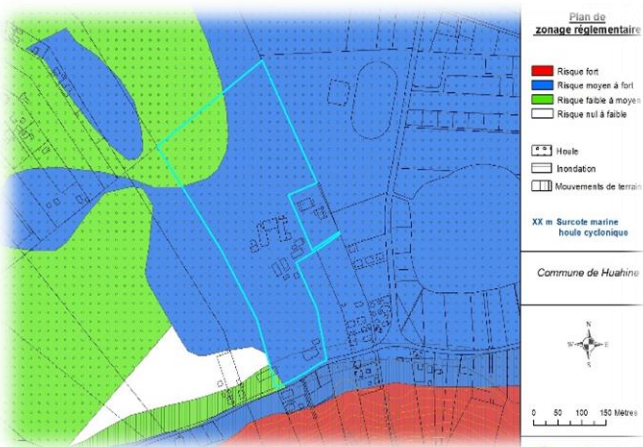 Plan de
zonage réglementaire
Risque fort
Risque moyen à fort
Risque faible à moyen
Risque nul à faible
Houle
Inondation
Mouvements de terrain
XX m Surcote marine
houle cyclonique
Commune de Huahine
N
W E
S
0 50 100 150 Mètres